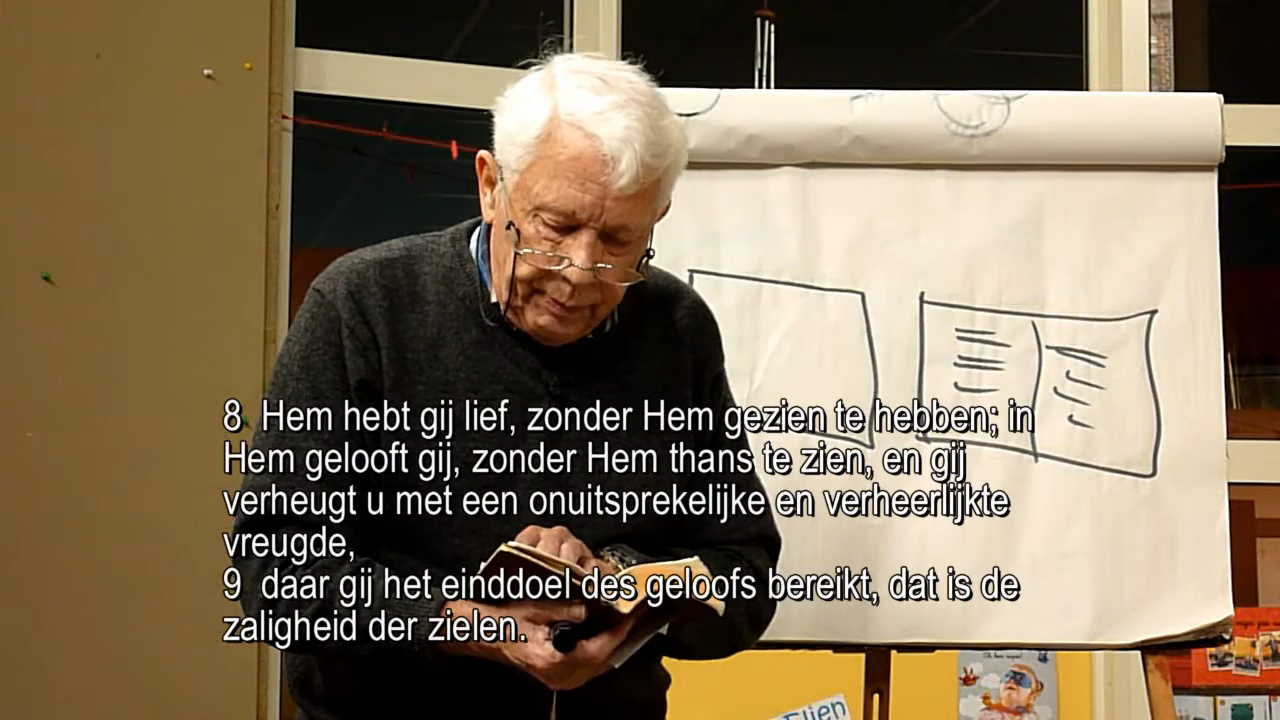 8 Hem hebt gij lief, zonder Hem gezien te hebben; in
Hem gelooft gij, zonder Hem thans te zien, en gij
verheugt u met een onuitsprekelijke en verheerlijkte
vreugde,
9 daar gij het einddoel des geloofs bereikt, dat is de
zaligheid der zielen.
Elien